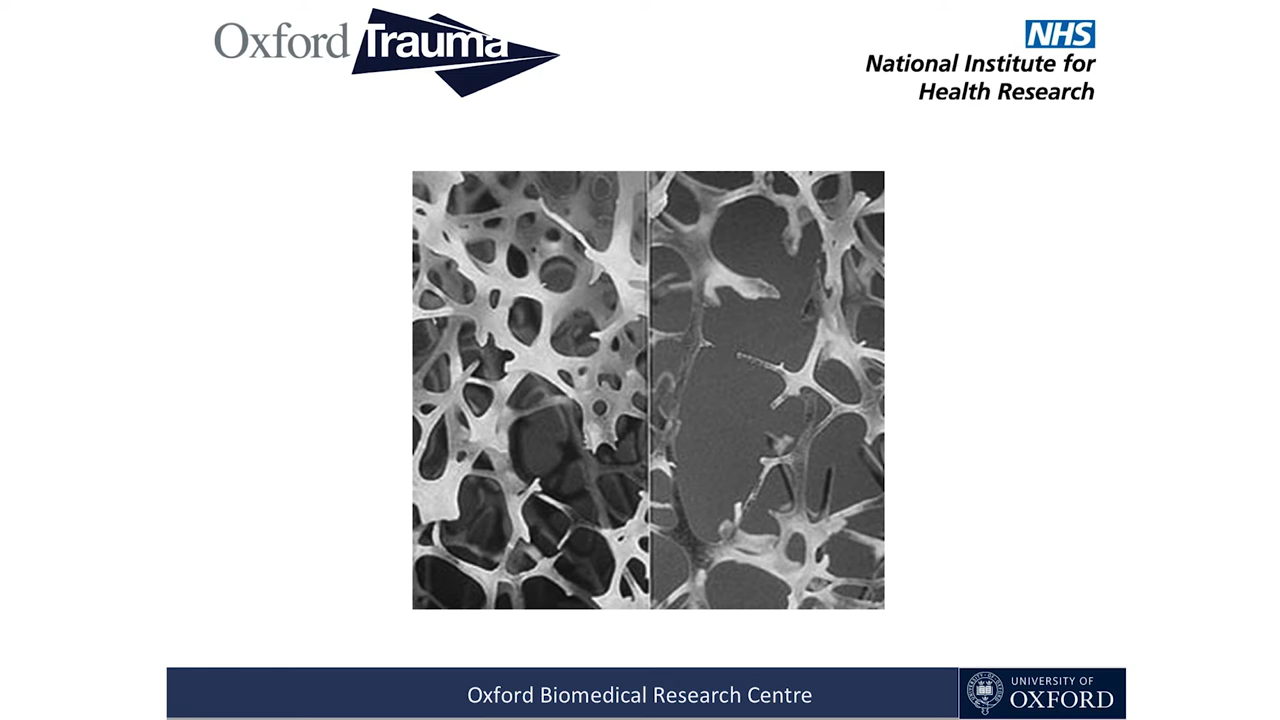 Oxford Trauma
NHS
National Institute for
Health Research
Oxford Biomedical Research Centre
UNIVERSITY OF
OXFORD